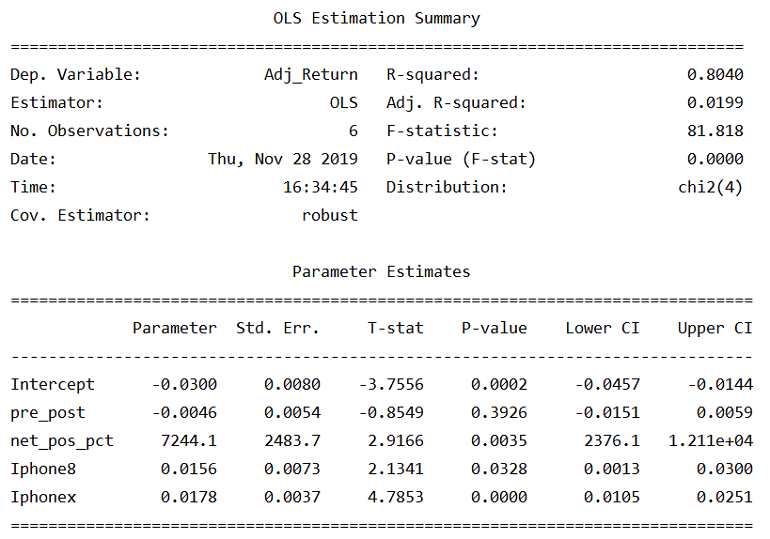 OLS Estimation Summary
==============================================================================
Dep. Variable: Adj_Return R-squared: 0.8040
Estimator: OLS Adj. R-squared: 0.0199
No. Observations: 6 F-statistic: 81.818
Date: Thu, Nov 28 2019 P-value (F-stat) 0.0000
Time: 16:34:45 Distribution: chi2(4)
Cov. Estimator: robust
Parameter Estimates
===============================================================================
Parameter Std. Err. T-stat P-value Lower CI Upper CI
-------------------------------------------------------------------------------
Intercept -0.0300 0.0080 -3.7556 0.0002 -0.0457 -0.0144
pre_post -0.0046 0.0054 -0.8549 0.3926 -0.0151 0.0059
net_pos_pct 7244.1 2483.7 2.9166 0.0035 2376.1 1.211e+04
Iphone8 0.0156 0.0073 2.1341 0.0328 0.0013 0.0300
Iphonex 0.0178 0.0037 4.7853 0.0000 0.0105 0.0251
===============================================================================